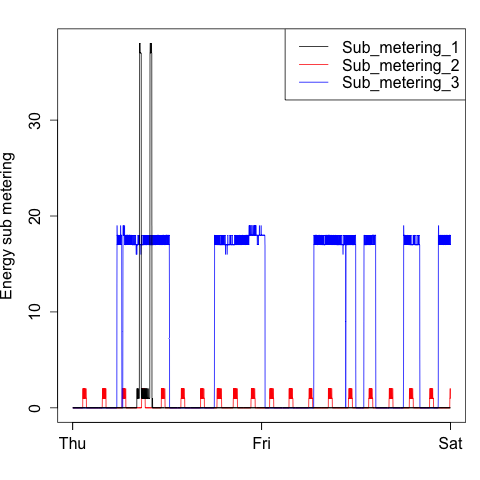 Sub_metering_1
Sub_metering_2
Sub_metering_3
Energy sub metering
30
20
10
0
Thu Fri Sat